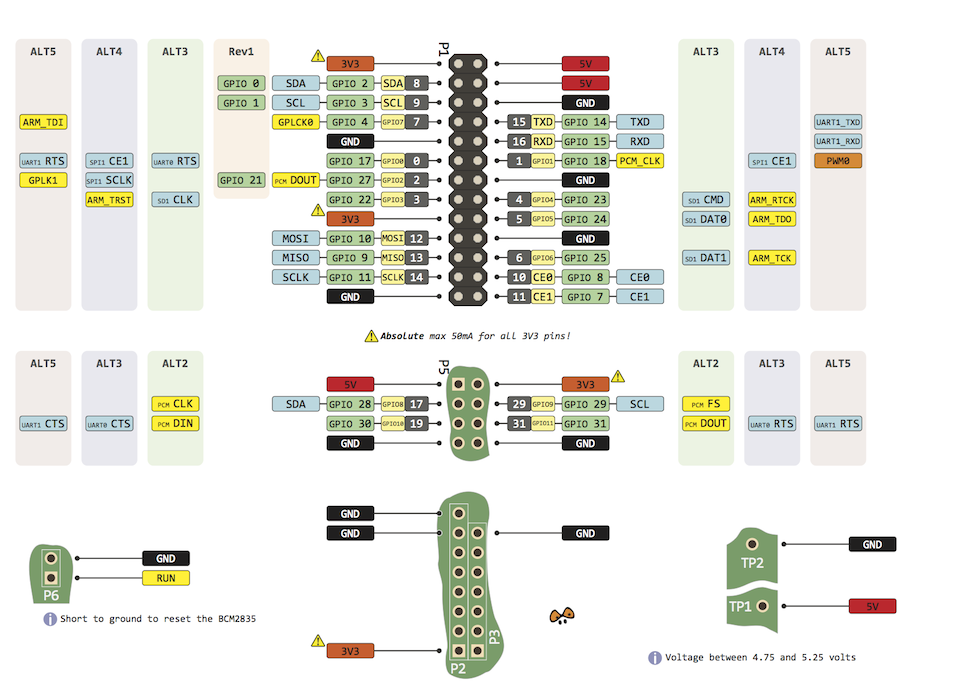 ALT5 ALT4 ALT3 Rev1 P1 ALT3 ALT4 ALT5
3V3 5V
GPIO 0 SDA GPIO 2 SDA 8 5V
GPIO 1 SCL GPIO 3 SCL 9 GND
ARM_TDI GPLCK0 GPIO 4 GPIO7 7 15 TXD GPIO 14 TXD UART1_TXD
GND 16 RXD GPIO 15 RXD UART1_RXD
UART1 RTS SPI1 CE1 UART0 RTS GPIO 17 GPIO0 0 1 GPIO1 GPIO 18 PCM_CLK SPI1 CE1 PWM0
GPLK1 SPI1 SCLK GPIO 21 PCM DOUT GPIO 27 GPIO2 2 GND
ARM_TRST SD1 CLK GPIO 22 GPIO3 3 4 GPIO4 GPIO 23 SD1 CMD ARM_RTCK
3V3 5 GPIO5 GPIO 24 SD1 DAT0 ARM_TDO
MOSI GPIO 10 MOSI 12 GND
MISO GPIO 9 MISO 13 6 GPIO6 GPIO 25 SD1 DAT1 ARM_TCK
SCLK GPIO 11 SCLK 14 10 CE0 GPIO 8 CE0
GND 11 CE1 GPIO 7 CE1
Absolute max 50mA for all 3V3 pins!
ALT5 ALT3 ALT2 P5 ALT2 ALT3 ALT5
5V 3V3
PCM CLK SDA GPIO 28 GPIO8 17 29 GPIO9 GPIO 29 SCL PCM FS
UART1 CTS UART0 CTS PCM DIN GPIO 30 GPIO10 19 31 GPIO11 GPIO 31 PCM DOUT UART0 RTS UART1 RTS
GND GND
GND
GND GND
GND GND
RUN
TP2
P6
TP1 5V
i Short to ground to reset the BCM2835
P3
3V3
P2
i Voltage between 4.75 and 5.25 volts